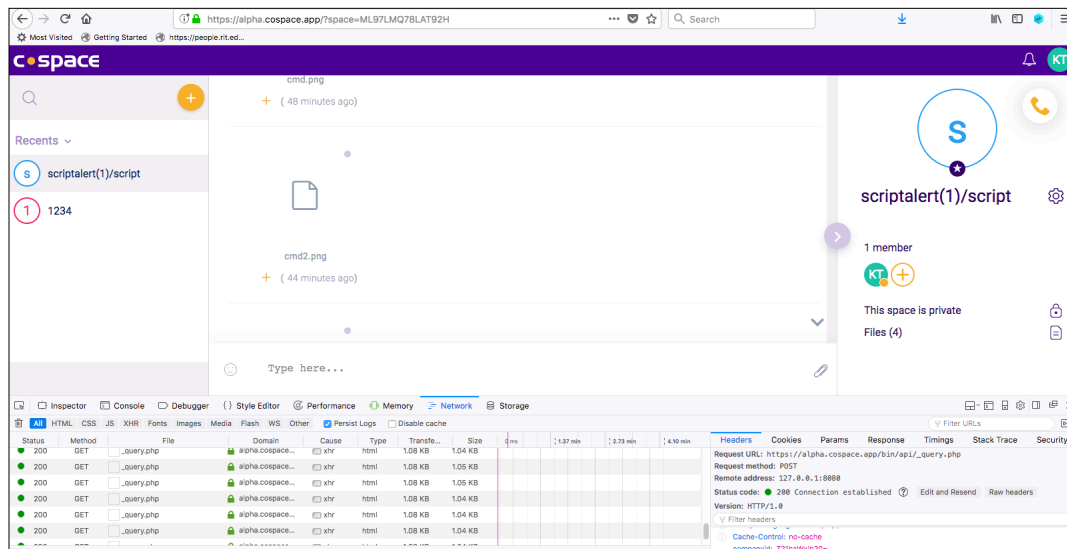 https://alpha.cospace.app/?space=ML97LMQ78LAT92H
Search
Most Visited
Getting Started
https://people.rit.ed...
c•space
KT
Recents
S
scriptalert(1)/script
1
1234
cmd.png
+ ( 48 minutes ago)
cmd2.png
+ ( 44 minutes ago)
Type here...
S
scriptalert(1)/script
1 member
KT
This space is private
Files (4)
Inspector Console Debugger Style Editor Performance Memory Network Storage
All HTML CSS JS XHR Fonts Images Media Flash WS Other Persist Logs Disable cache Filter URLs
Status Method File Domain Cause Type Transfe... Size 0 ms 1.37 min 2.73 min 4.10 min
200 GET _query.php alpha.cospace... xhr html 1.08 KB 1.04 KB
200 GET _query.php alpha.cospace... xhr html 1.08 KB 1.05 KB
200 GET _query.php alpha.cospace... xhr html 1.08 KB 1.05 KB
200 GET _query.php alpha.cospace... xhr html 1.08 KB 1.04 KB
200 GET _query.php alpha.cospace... xhr html 1.08 KB 1.04 KB
200 GET _query.php alpha.cospace... xhr html 1.08 KB 1.04 KB
Headers Cookies Params Response Timings Stack Trace Security
Request URL: https://alpha.cospace.app/bin/api/_query.php
Request method: POST
Remote address: 127.0.0.1:8080
Status code: 200 Connection established Edit and Resend Raw headers
Version: HTTP/1.0
Filter headers
Cache-Control: no-cache